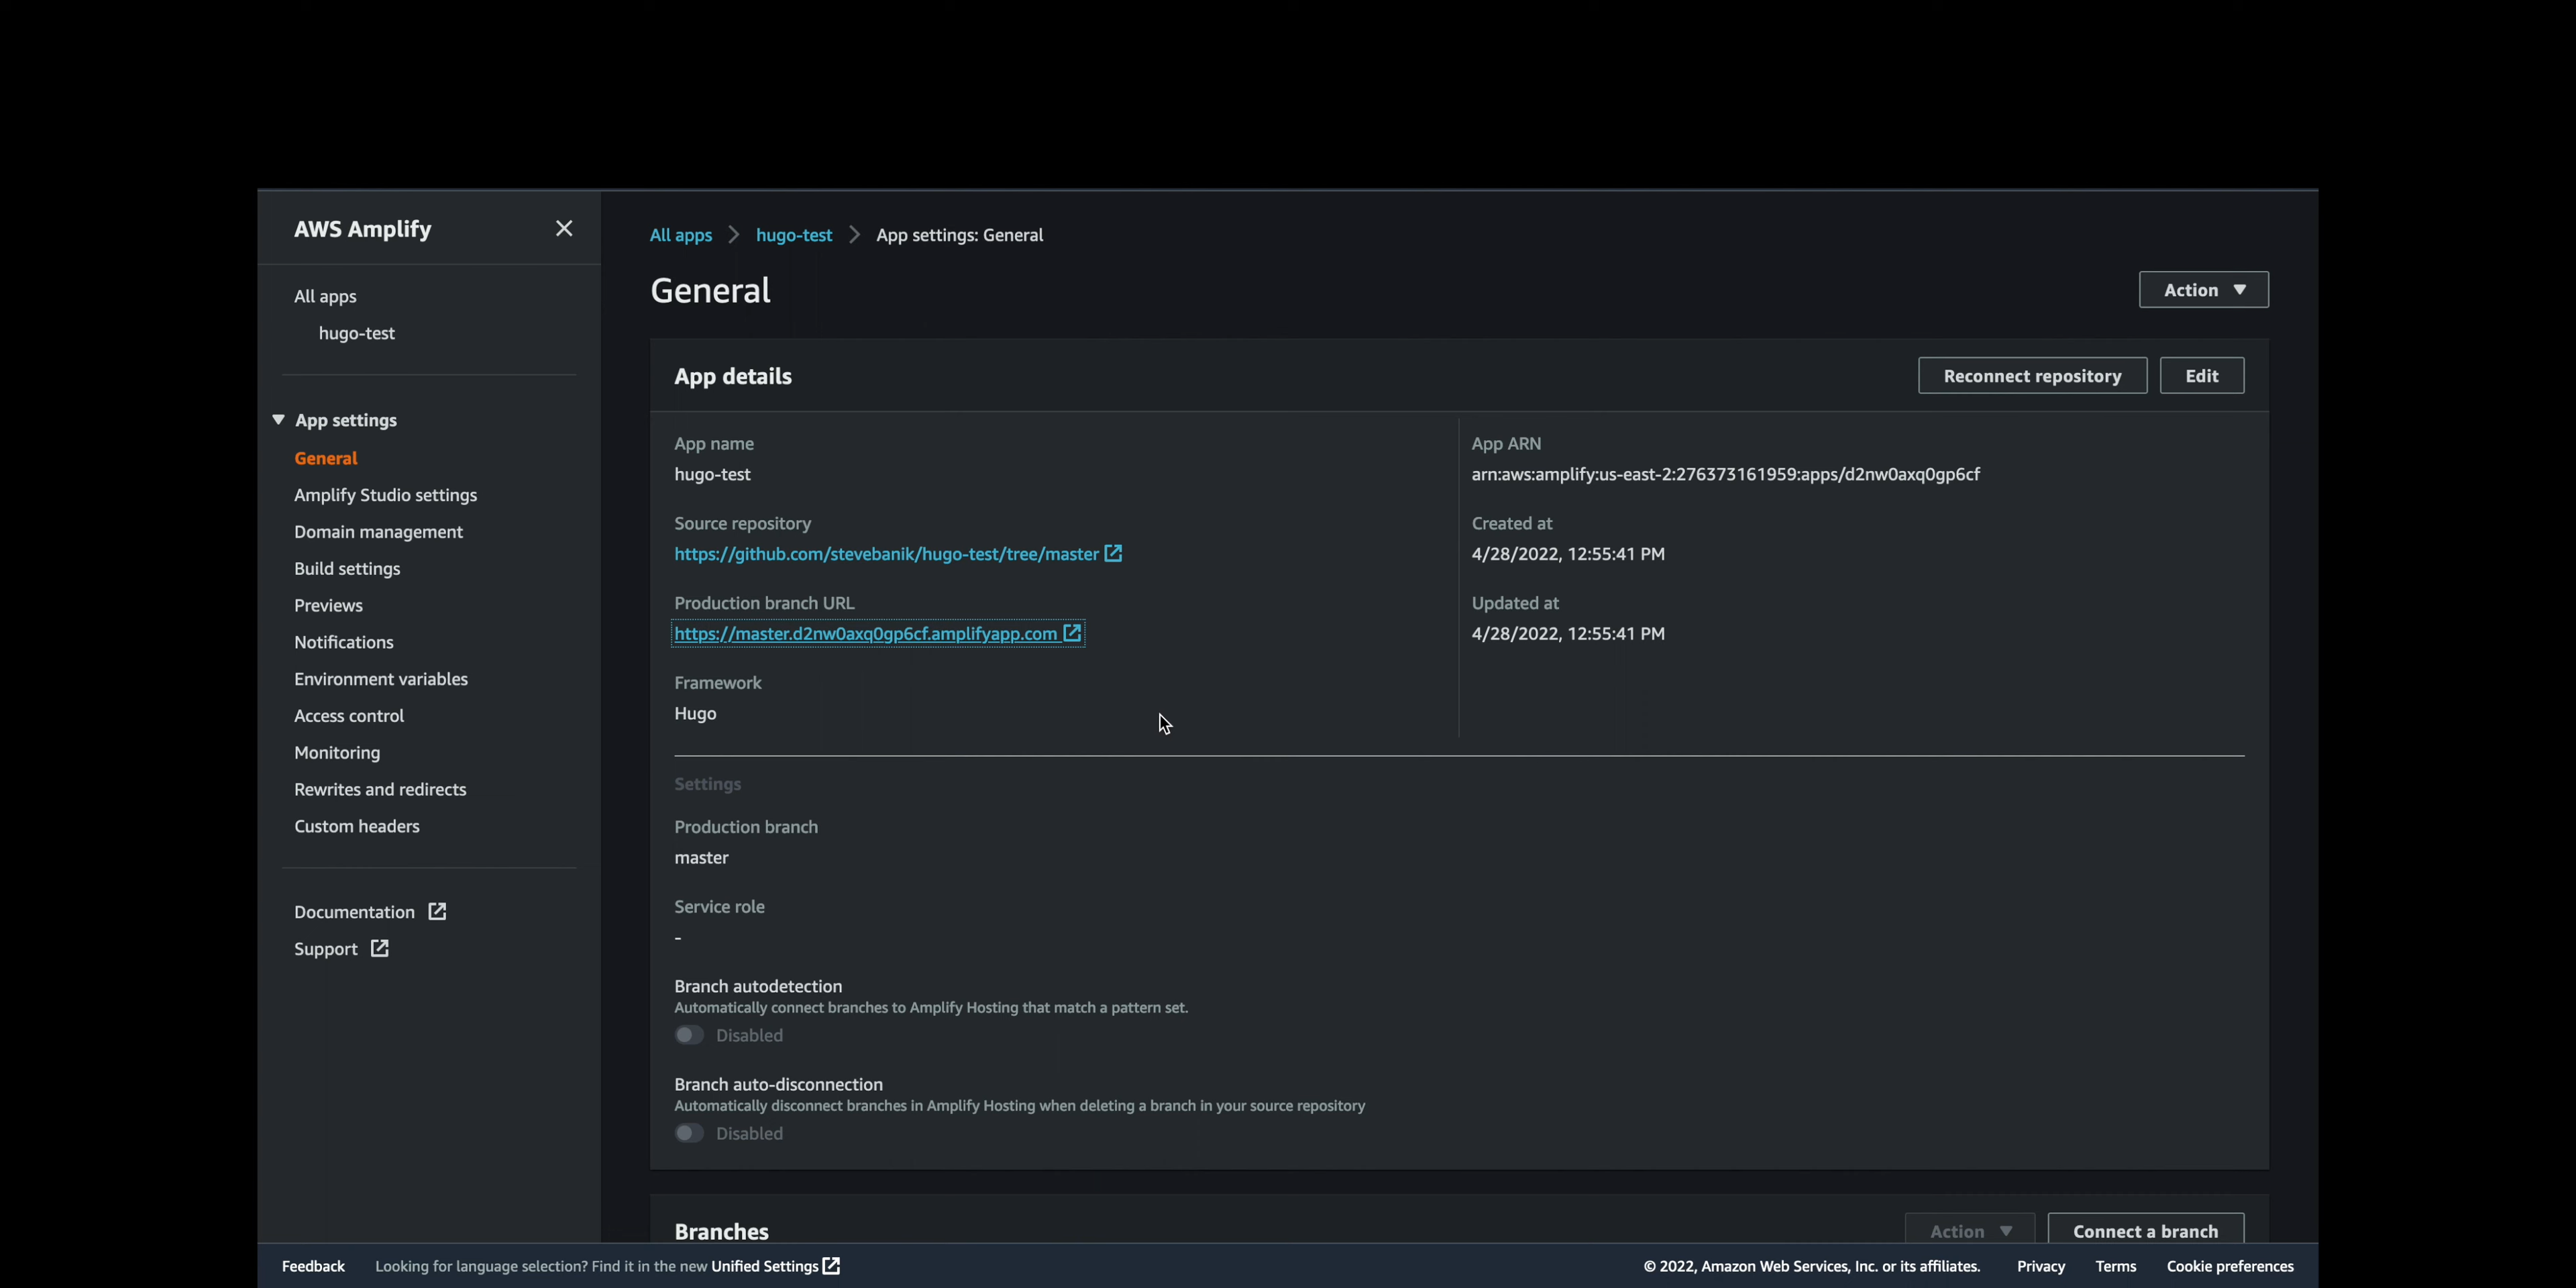 AWS Amplify
All apps
hugo-test
App settings
General
Amplify Studio settings
Domain management
Build settings
Previews
Notifications
Environment variables
Access control
Monitoring
Rewrites and redirects
Custom headers
Documentation
Support
All apps > hugo-test > App settings: General
General
Action
App details
Reconnect repository
Edit
App name
hugo-test
Source repository
https://github.com/stevebanik/hugo-test/tree/master
Production branch URL
https://master.d2nw0axq0gp6cf.amplifyapp.com
Framework
Hugo
App ARN
arn:aws:amplify:us-east-2:276373161959:apps/d2nw0axq0gp6cf
Created at
4/28/2022, 12:55:41 PM
Updated at
4/28/2022, 12:55:41 PM
Settings
Production branch
master
Service role
-
Branch autodetection
Automatically connect branches to Amplify Hosting that match a pattern set.
Disabled
Branch auto-disconnection
Automatically disconnect branches in Amplify Hosting when deleting a branch in your source repository
Disabled
Branches
Action
Connect a branch
Feedback
Looking for language selection? Find it in the new Unified Settings
© 2022, Amazon Web Services, Inc. or its affiliates.
Privacy
Terms
Cookie preferences